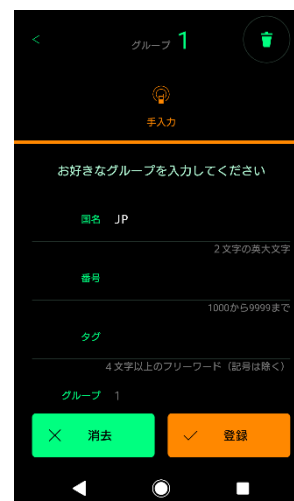 < グループ 1
手入力
お好きなグループを入力してください
国名 JP
2文字の英大文字
番号
1000から9999まで
タグ
4文字以上のフリーワード（記号は除く）
グループ 1
消去 登録